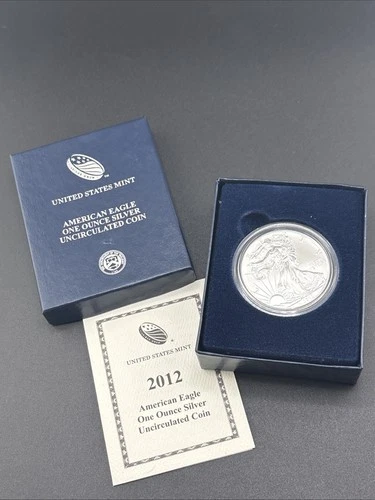 UNITED STATES MINT
AMERICAN EAGLE
ONE OUNCE SILVER
UNCIRCULATED COIN
UNITED STATES MINT
2012
American Eagle
One Ounce Silver
Uncirculated Coin